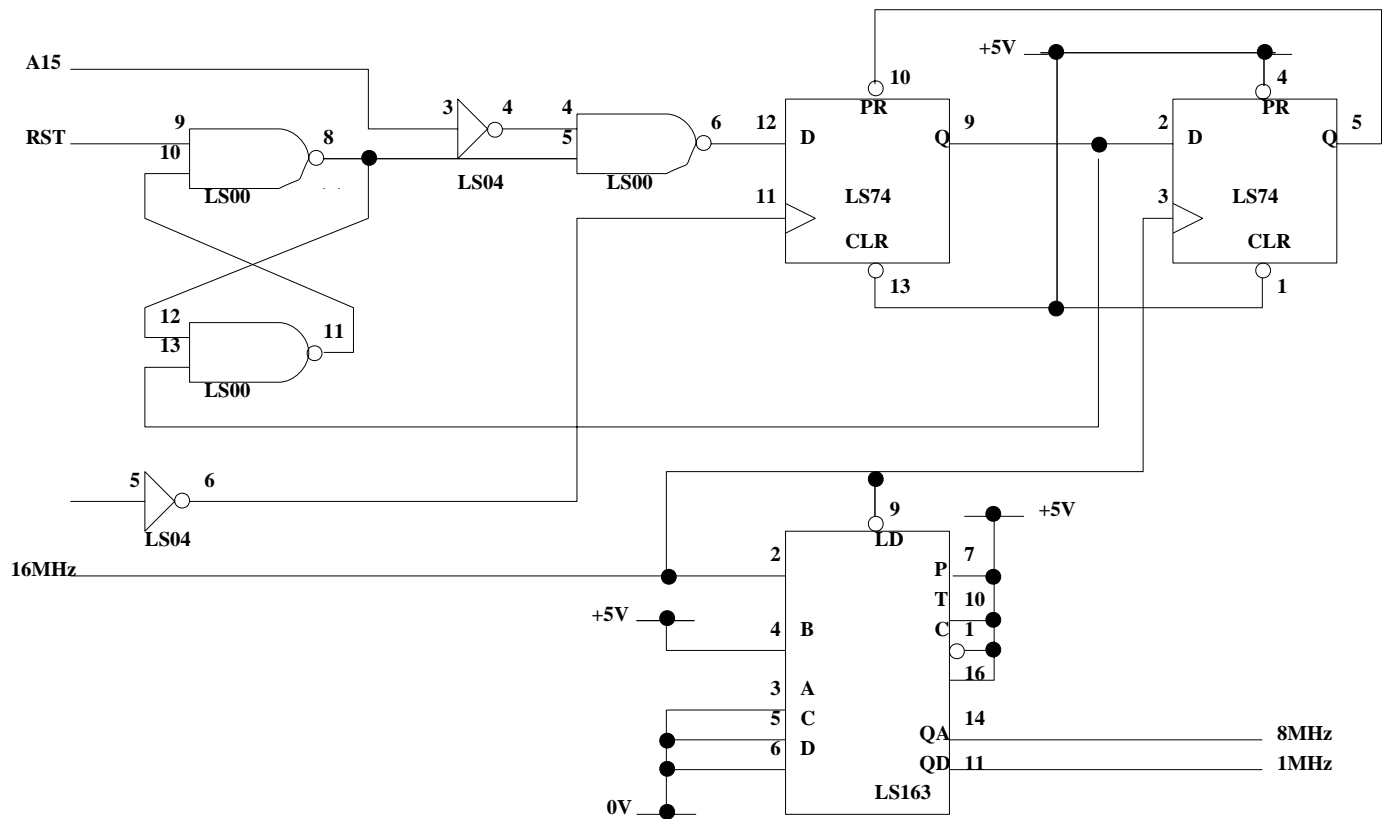 +5V
10
4
A15
PR
PR
3
4
4
9
8
5
6
12
D
Q
9
2
D
Q
5
RST
10
LS04
LS00
LS00
11
LS74
3
LS74
CLR
CLR
13
1
12
11
13
LS00
5
6
LS04
9
+5V
LD
16MHz
2
P
7
T
10
+5V
4
B
C
1
16
3
A
5
C
14
6
D
QA
8MHz
QD
11
1MHz
0V
LS163